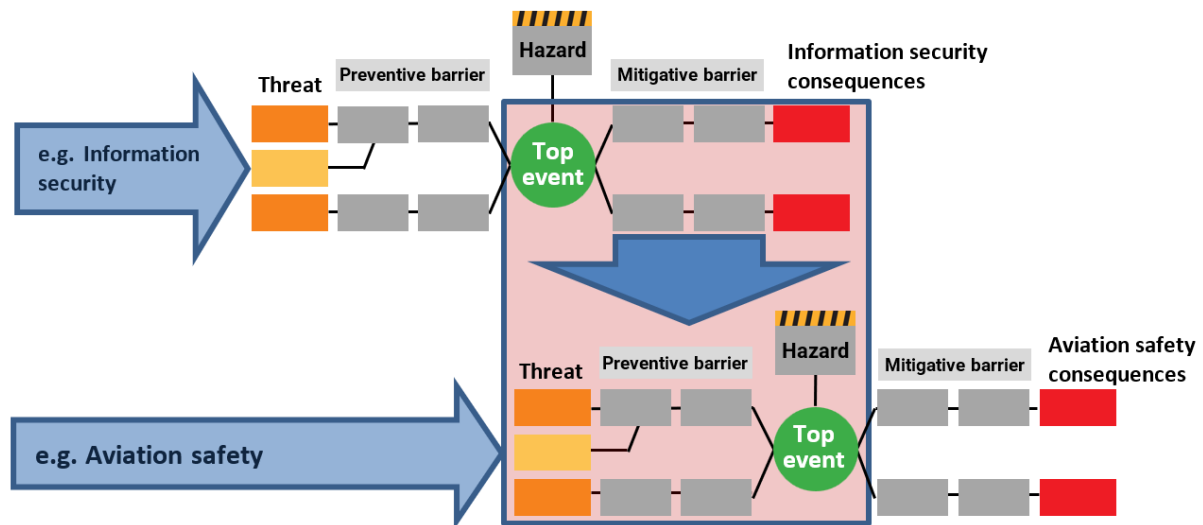 Hazard
Information security
consequences
Preventive barrier
Mitigative barrier
Threat
e.g. Information
security
Top
event
Hazard
Aviation safety
consequences
Preventive barrier
Mitigative barrier
Threat
e.g. Aviation safety
Top
event